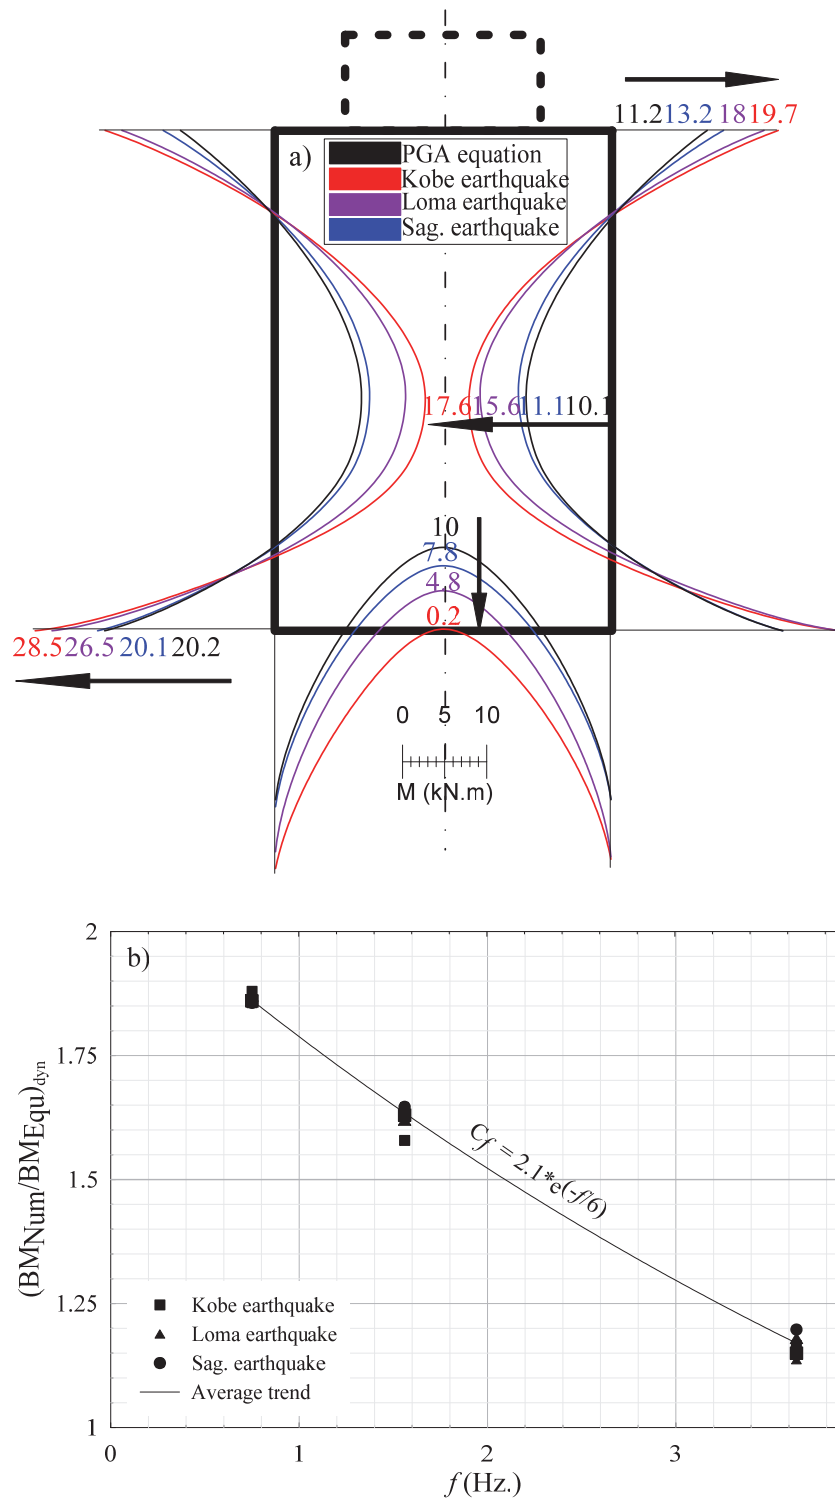 11.2 13.2 18 19.7
a)
PGA equation
Kobe earthquake
Loma earthquake
Sag. earthquake
17.6 15.6 11.1 10.1
10
7.8
4.8
0.2
28.5 26.5 20.1 20.2
0 5 10
M (kN.m)
b)
2
1.75
1.5
1.25
1
(BMNum/BMEqu)dyn
Cf = 2.1*e(-f/6)
Kobe earthquake
Loma earthquake
Sag. earthquake
Average trend
0 1 2 3
f (Hz.)